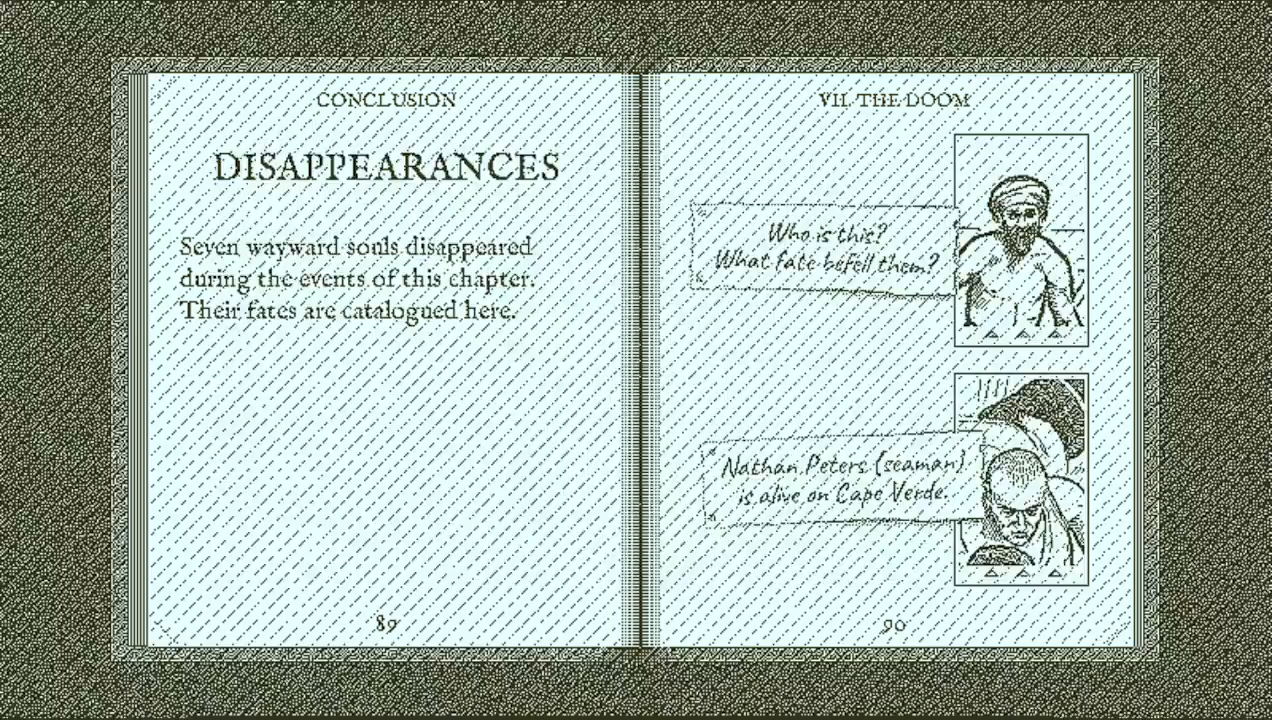 CONCLUSION
DISAPPEARANCES
Seven wayward souls disappeared
during the events of this chapter.
Their fates are catalogued here.
89
VII. THE DOOM
Who is this?
What fate befell them?
Nathan Peters (seaman)
is alive on Cape Verde.
90